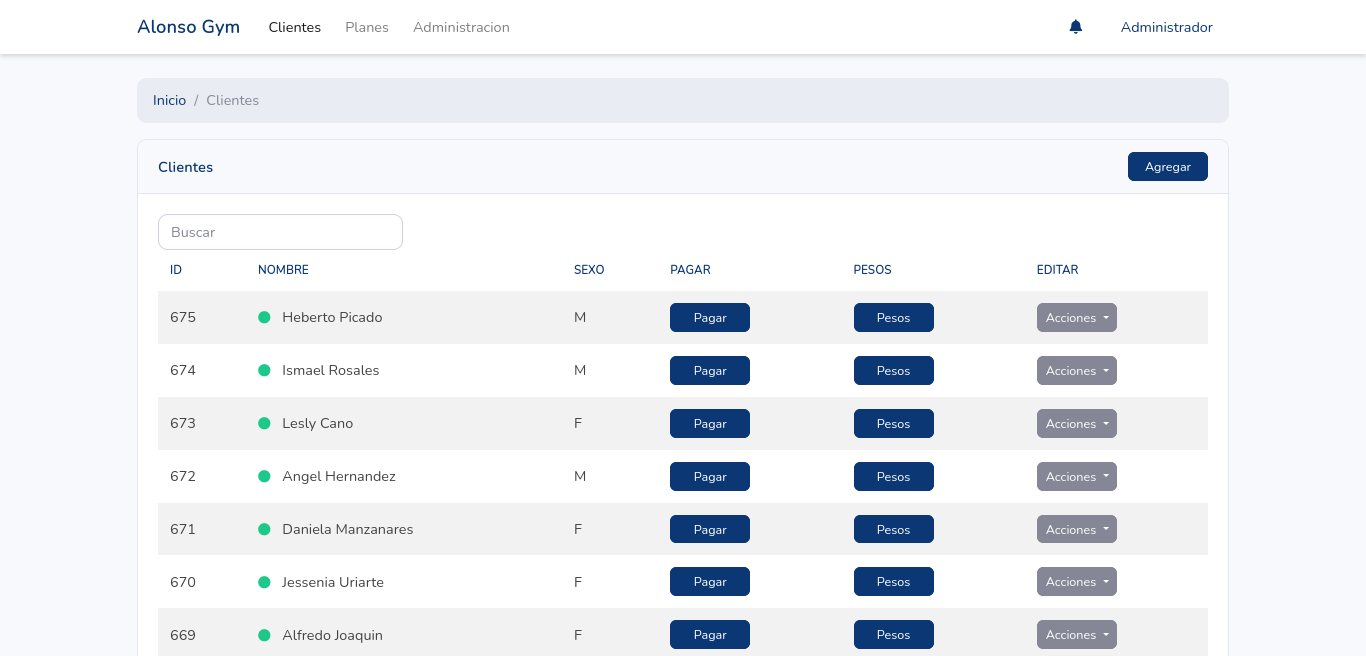 Alonso Gym Clientes Planes Administracion Administrador
Inicio / Clientes
Clientes Agregar
Buscar
ID NOMBRE SEXO PAGAR PESOS EDITAR
675 Heberto Picado M Pagar Pesos Acciones
674 Ismael Rosales M Pagar Pesos Acciones
673 Lesly Cano F Pagar Pesos Acciones
672 Angel Hernandez M Pagar Pesos Acciones
671 Daniela Manzanares F Pagar Pesos Acciones
670 Jessenia Uriarte F Pagar Pesos Acciones
669 Alfredo Joaquin F Pagar Pesos Acciones